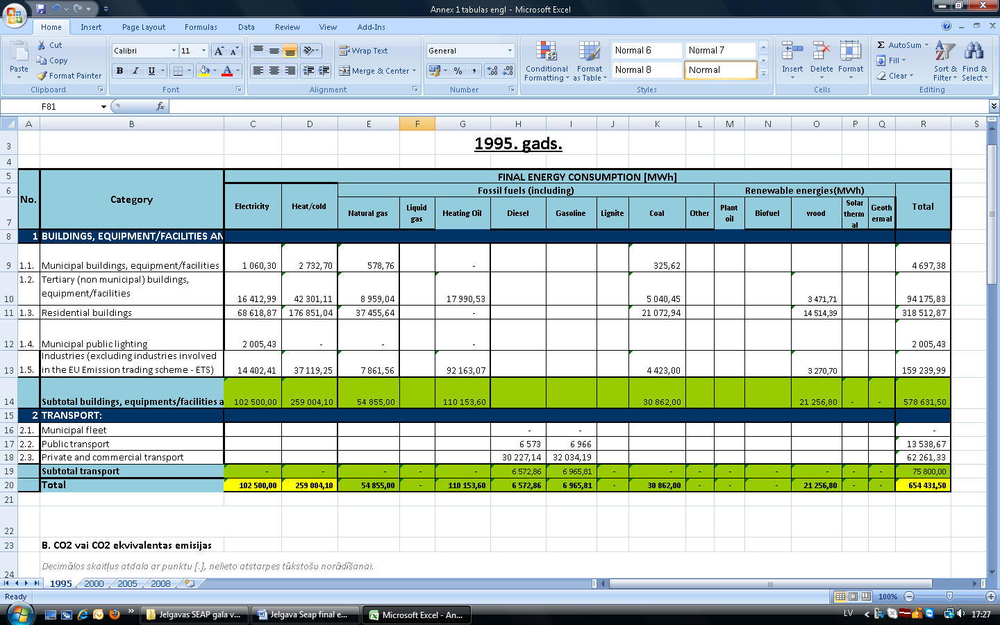 Annex 1 tabulas engl - Microsoft Excel
Home Insert Page Layout Formulas Data Review View Add-Ins
Paste
Cut
Copy
Format Painter
Clipboard
Calibri 11
B I U
Font
Wrap Text
Merge & Center
Alignment
General
% ,
Number
Conditional Formatting
Format as Table
Normal 6 Normal 7
Normal 8 Normal
Styles
Insert Delete Format
Cells
Σ AutoSum
Fill
Clear
Sort & Filter
Find & Select
Editing
F81 fx
A B C D E F G H I J K L M N O P Q R S
3 1995. gads.
4
5 FINAL ENERGY CONSUMPTION [MWh]
6 Fossil fuels (including) Renewable energies(MWh)
No. Category Electricity Heat/cold Total
7 Natural gas Liquid gas Heating Oil Diesel Gasoline Lignite Coal Other Plant oil Biofuel wood Solar thermal Geothermal
8 1 BUILDINGS, EQUIPMENT/FACILITIES AN
9 1.1. Municipal buildings, equipment/facilities 1 060,30 2 732,70 578,76 - 325,62 4 697,38
10 1.2. Tertiary (non municipal) buildings, equipment/facilities 16 412,99 42 301,11 8 959,04 17 990,53 5 040,45 3 471,71 94 175,83
11 1.3. Residential buildings 68 618,87 176 851,04 37 455,64 - 21 072,94 14 514,39 318 512,87
12 1.4. Municipal public lighting 2 005,43 - - - 2 005,43
13 1.5. Industries (excluding industries involved in the EU Emission trading scheme - ETS) 14 402,41 37 119,25 7 861,56 92 163,07 4 423,00 3 270,70 159 239,99
14 Subtotal buildings, equipments/facilities a 102 500,00 259 004,10 54 855,00 110 153,60 30 862,00 21 256,80 - - 578 631,50
15 2 TRANSPORT:
16 2.1. Municipal fleet - - -
17 2.2. Public transport 6 573 6 966 13 538,67
18 2.3. Private and commercial transport 30 227,14 32 034,19 62 261,33
19 Subtotal transport - - - - - 6 572,86 6 965,81 - - - - - - - - 75 800,00
20 Total 102 500,00 259 004,10 54 855,00 - 110 153,60 6 572,86 6 965,81 - 30 862,00 - - - 21 256,80 - - 654 431,50
21
22
23 B. CO2 vai CO2 ekvivalentas emisijas
24 Decimālos skaitļus atdala ar punktu [.], nelieto atstarpes tūkstošu norādīšanai.
1995 2000 2005 2008
Ready 100%
Jelgavas SEAP gala v... Jelgava Seap final e... Microsoft Excel - An... LV 17:27